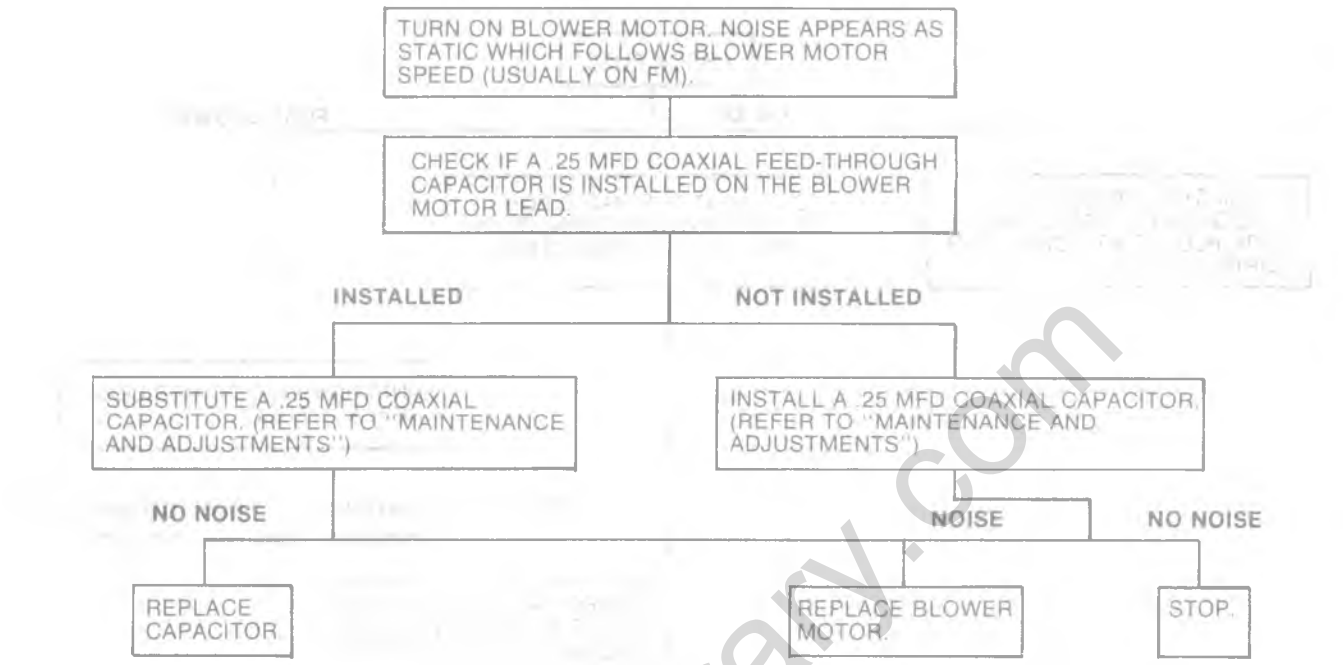 TURN ON BLOWER MOTOR. NOISE APPEARS AS
STATIC WHICH FOLLOWS BLOWER MOTOR
SPEED (USUALLY ON FM).
CHECK IF A .25 MFD COAXIAL FEED-THROUGH
CAPACITOR IS INSTALLED ON THE BLOWER
MOTOR LEAD.
INSTALLED
NOT INSTALLED
SUBSTITUTE A .25 MFD COAXIAL
CAPACITOR. (REFER TO "MAINTENANCE
AND ADJUSTMENTS")
INSTALL A .25 MFD COAXIAL CAPACITOR.
(REFER TO "MAINTENANCE AND
ADJUSTMENTS")
NO NOISE
NOISE
NO NOISE
REPLACE
CAPACITOR.
REPLACE BLOWER
MOTOR.
STOP.
ary.com